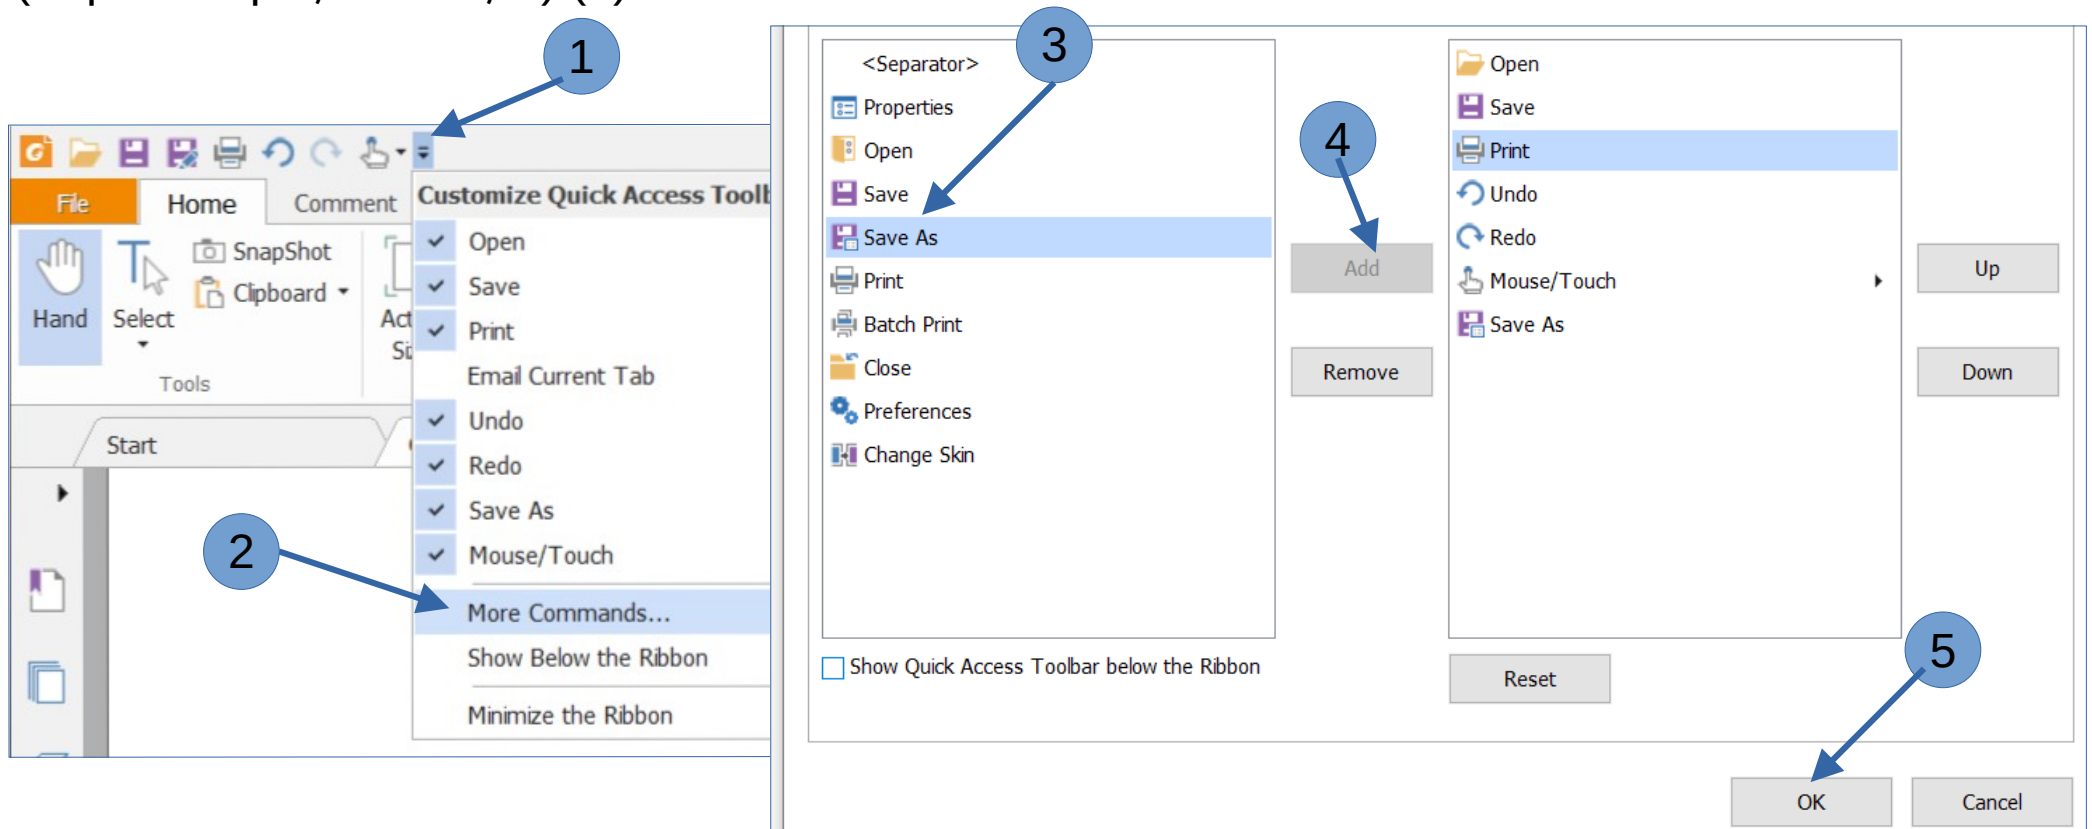 1
File
Home
Comment
Hand
Select
SnapShot
Clipboard
Tools
Start
Customize Quick Access
Open
Save
Print
Email Current Tab
Undo
Redo
Save As
Mouse/Touch
2
More Commands...
Show Below the Ribbon
Minimize the Ribbon
3
<Separator>
Properties
Open
Save
Save As
Print
Batch Print
Close
Preferences
Change Skin
Show Quick Access Toolbar below the Ribbon
4
Add
Remove
Open
Save
Print
Undo
Redo
Mouse/Touch
Save As
Reset
Up
Down
5
OK
Cancel